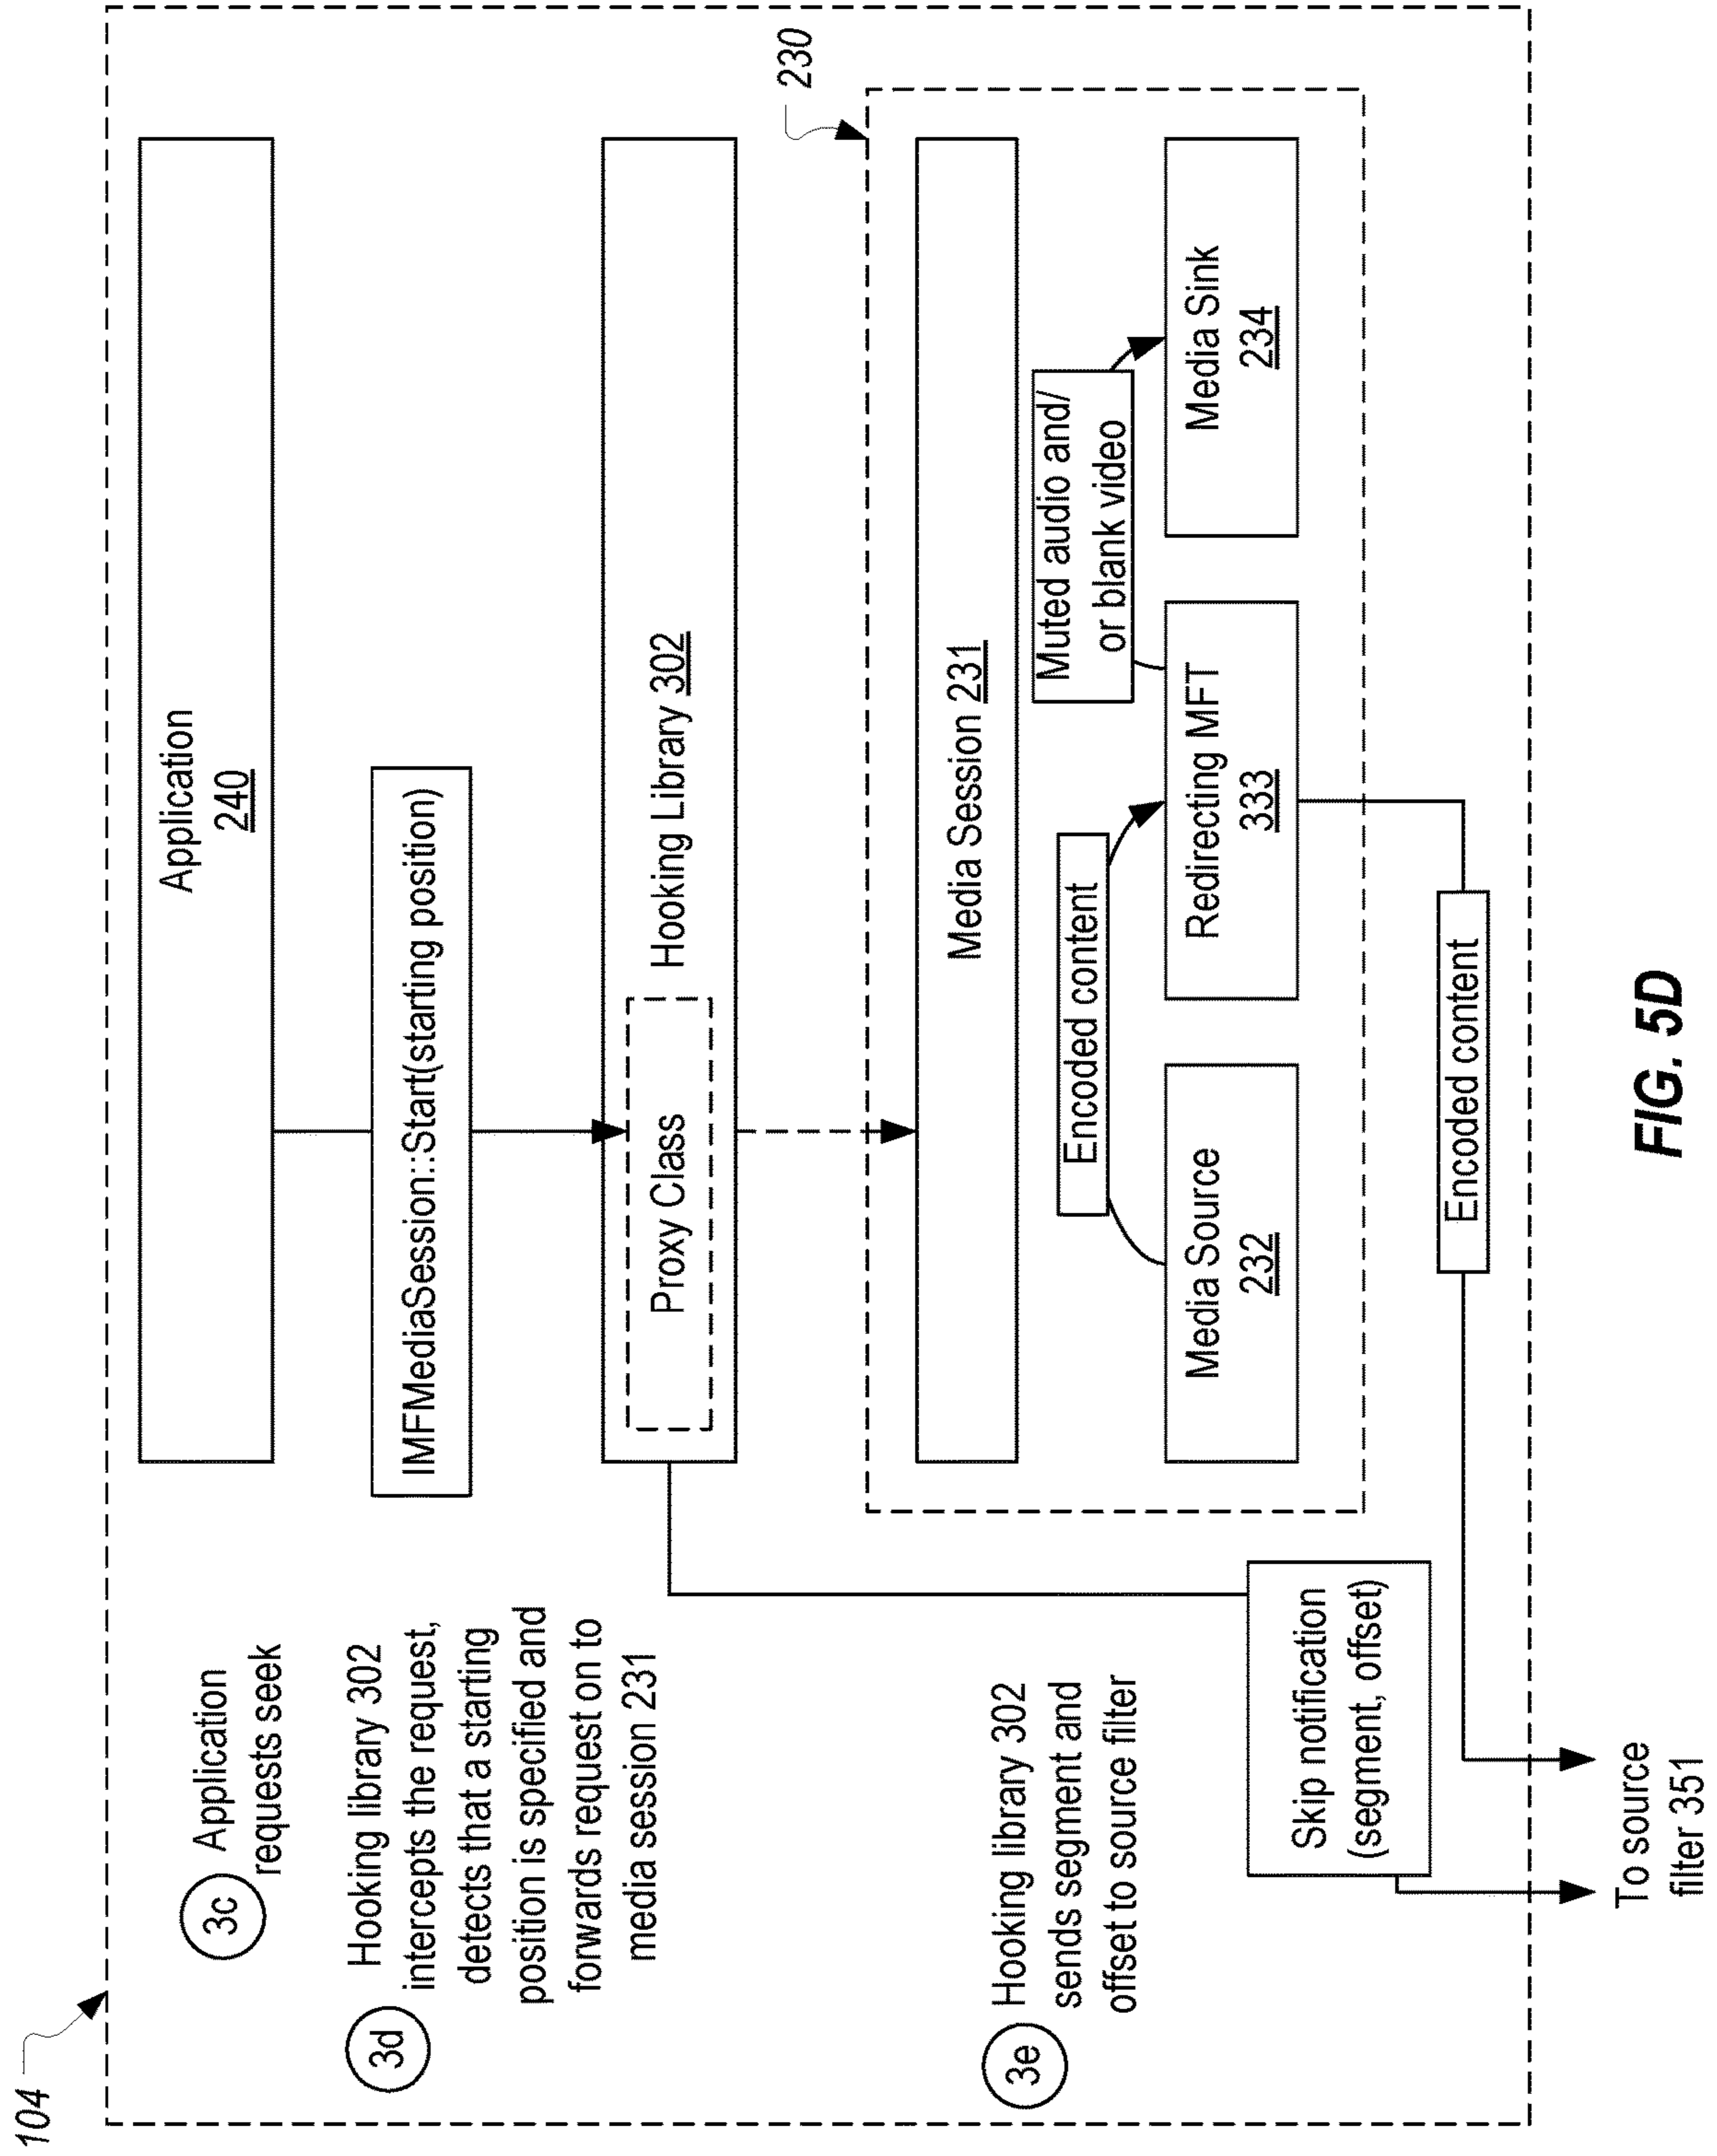 104
3c
Application
requests seek
3d
Hooking library 302
intercepts the request,
detects that a starting
position is specified and
forwards request on to
media session 231
3e
Hooking library 302
sends segment and
offset to source filter
Application
240
IMFMediaSession::Start(starting position)
Proxy Class
Hooking Library 302
230
Media Session 231
Encoded content
Muted audio and/
or blank video
Media Source
232
Redirecting MFT
333
Media Sink
234
Skip notification
(segment, offset)
Encoded content
To source
filter 351
FIG. 5D